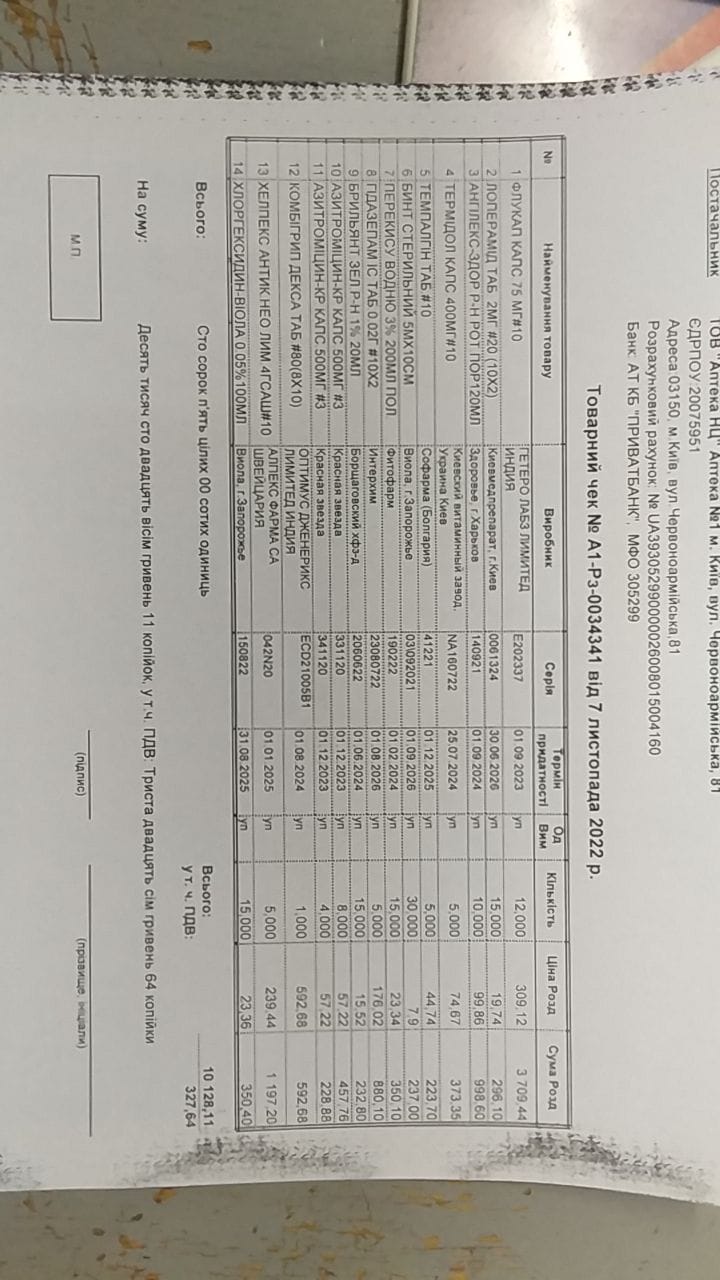 Постачальник ТОВ "Аптека НЦ" Аптека №1 м. Київ, вул. Червоноармійська, 81
ЄДРПОУ 20075951
Адреса 03150, м.Київ, вул. Червоноармійська,81
Розрахунковий рахунок: № UA393052990000026008015004160
Банк: АТ КБ "ПРИВАТБАНК", МФО 305299
Товарний чек № А1-Рз-0034341 від 7 листопада 2022 р.
№ Найменування товару Виробник Серія Термін придатності Од Вим Кількість Ціна Розд Сума Розд
1 ФЛУКАП КАПС 75 МГ#10 ГЕТЕРО ЛАБЗ ЛИМИТЕД ИНДИЯ E202337 01.09.2023 уп 12,000 309,12 3 709,44
2 ЛОПЕРАМІД ТАБ 2МГ #20 (10Х2) Киевмедпрепарат, г.Киев 0061324 30.06.2026 уп 15,000 19,74 296,10
3 АНГІЛЕКС-ЗДОР Р-Н РОТ ПОР120МЛ Здоровье, г.Харьков 140921 01.09.2024 уп 10,000 99,86 998,60
4 ТЕРМІДОЛ КАПС 400МГ#10 Киевский витаминный завод, Украина Киев NA160722 25.07.2024 уп 5,000 74,67 373,35
5 ТЕМПАЛГІН ТАБ #10 Софарма (Болгария) 41221 01.12.2025 уп 5,000 44,74 223,70
6 БИНТ СТЕРИЛЬНИЙ 5МХ10СМ Виола, г.Запорожье 03I092021 01.09.2026 уп 30,000 7,9 237,00
7 ПЕРЕКИСУ ВОДНЮ 3% 200МЛ ПОЛ Фитофарм 190222 01.02.2024 уп 15,000 23,34 350,10
8 ГІДАЗЕПАМ ІС ТАБ 0.02Г #10Х2 Интерхим 23080722 01.08.2026 уп 5,000 176,02 880,10
9 БРИЛЬЯНТ ЗЕЛ Р-Н 1% 20МЛ Борщаговский хфз-д 2060622 01.06.2024 уп 15,000 15,52 232,80
10 АЗИТРОМІЦИН-КР КАПС 500МГ #3 Красная звезда 331120 01.12.2023 уп 8,000 57,22 457,76
11 АЗИТРОМІЦИН-КР КАПС 500МГ #3 Красная звезда 341120 01.12.2023 уп 4,000 57,22 228,88
12 КОМБІГРИП ДЕКСА ТАБ #80(8Х10) ОПТИМУС ДЖЕНЕРИКС ЛИМИТЕД ИНДИЯ ECD21005B1 01.08.2024 уп 1,000 592,68 592,68
13 ХЕЛПЕКС АНТИК НЕО ЛИМ 4ГСАШ#10 АЛПЕКС ФАРМА СА ШВЕЙЦАРИЯ 042N20 01.01.2025 уп 5,000 239,44 1 197,20
14 ХЛОРГЕКСИДИН-ВІОЛА 0.05%100МЛ Виола, г.Запорожье 150822 31.08.2025 уп 15,000 23,36 350,40
Всього: Сто сорок п'ять цілих 00 сотих одиниць Всього: 10 128,11
у т. ч. ПДВ: 327,64
На суму: Десять тисяч сто двадцять вісім гривень 11 копійок, у т.ч. ПДВ: Триста двадцять сім гривень 64 копійки
М.П
(підпис) (прізвище, ініціали)